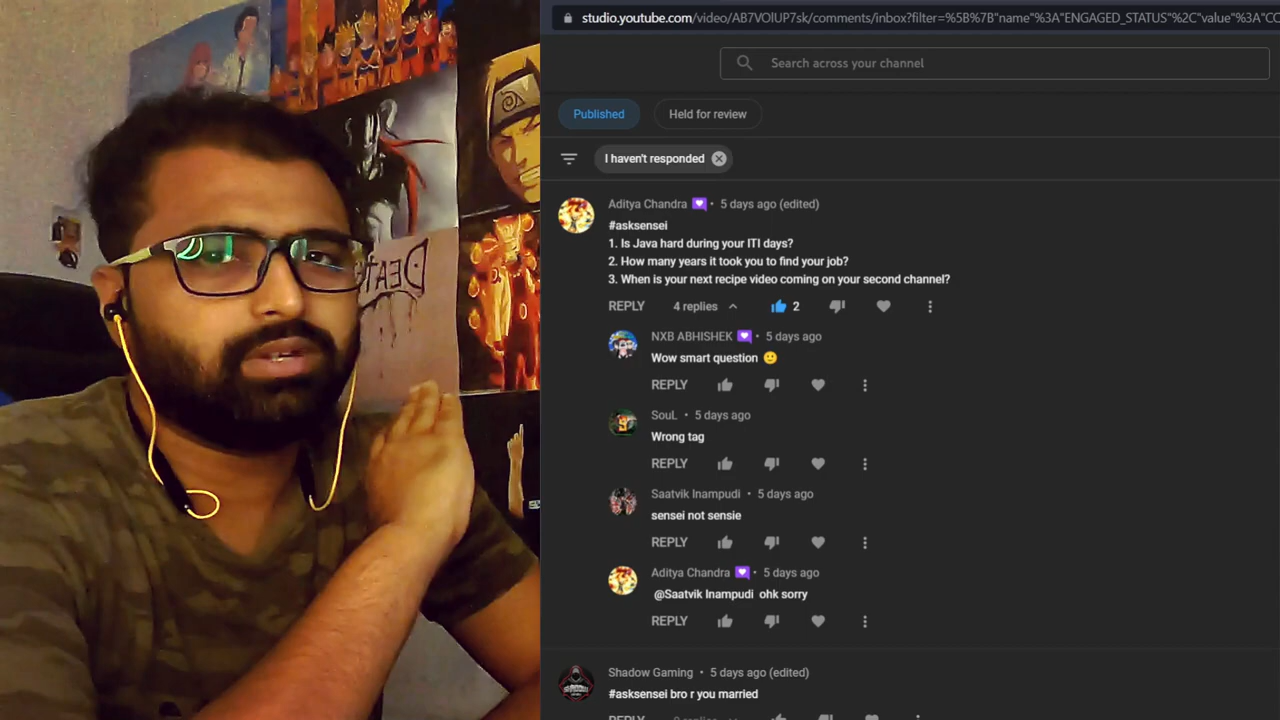 DEATH
studio.youtube.com/video/AB7VOlUP7sk/comments/inbox?filter=%5B%7B"name"%3A"ENGAGED_STATUS"%2C"value"%3A"CO
Search across your channel
Published
Held for review
I haven't responded
Aditya Chandra • 5 days ago (edited)
#asksensei
1. Is Java hard during your ITI days?
2. How many years it took you to find your job?
3. When is your next recipe video coming on your second channel?
REPLY 4 replies 2
NXB ABHISHEK • 5 days ago
Wow smart question
REPLY
SouL • 5 days ago
Wrong tag
REPLY
Saatvik Inampudi • 5 days ago
sensei not sensie
REPLY
Aditya Chandra • 5 days ago
@Saatvik Inampudi ohk sorry
REPLY
Shadow Gaming • 5 days ago (edited)
#asksensei bro r you married
REPLY